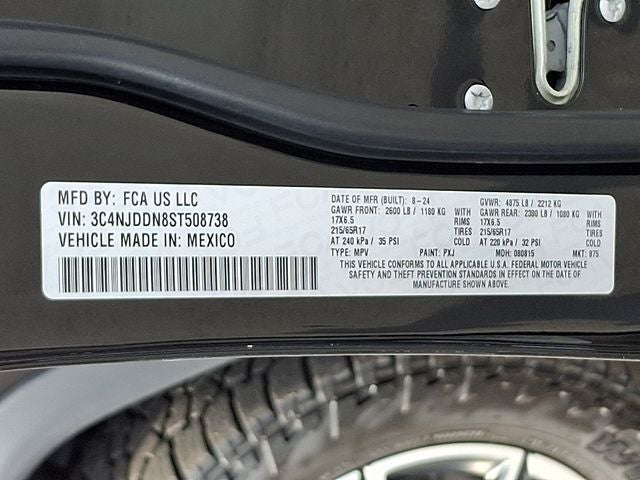 MFD BY: FCA US LLC
VIN: 3C4NJDDN8ST508738
VEHICLE MADE IN: MEXICO
DATE OF MFR (BUILT): 8-24
GAWR FRONT: 2600 LB / 1180 KG WITH
17X6.5 RIMS
215/65R17
AT 240 kPa / 35 PSI COLD
TYPE: MPV PAINT: PXJ
GVWR: 4875 LB / 2212 KG
GAWR REAR: 2380 LB / 1080 KG WITH
17X6.5 RIMS
215/65R17
AT 220 kPa / 32 PSI COLD
MDH: 080815 MKT: 875
THIS VEHICLE CONFORMS TO ALL APPLICABLE U.S.A. FEDERAL MOTOR VEHICLE
SAFETY AND THEFT PREVENTION STANDARDS IN EFFECT ON THE DATE OF
MANUFACTURE SHOWN ABOVE.